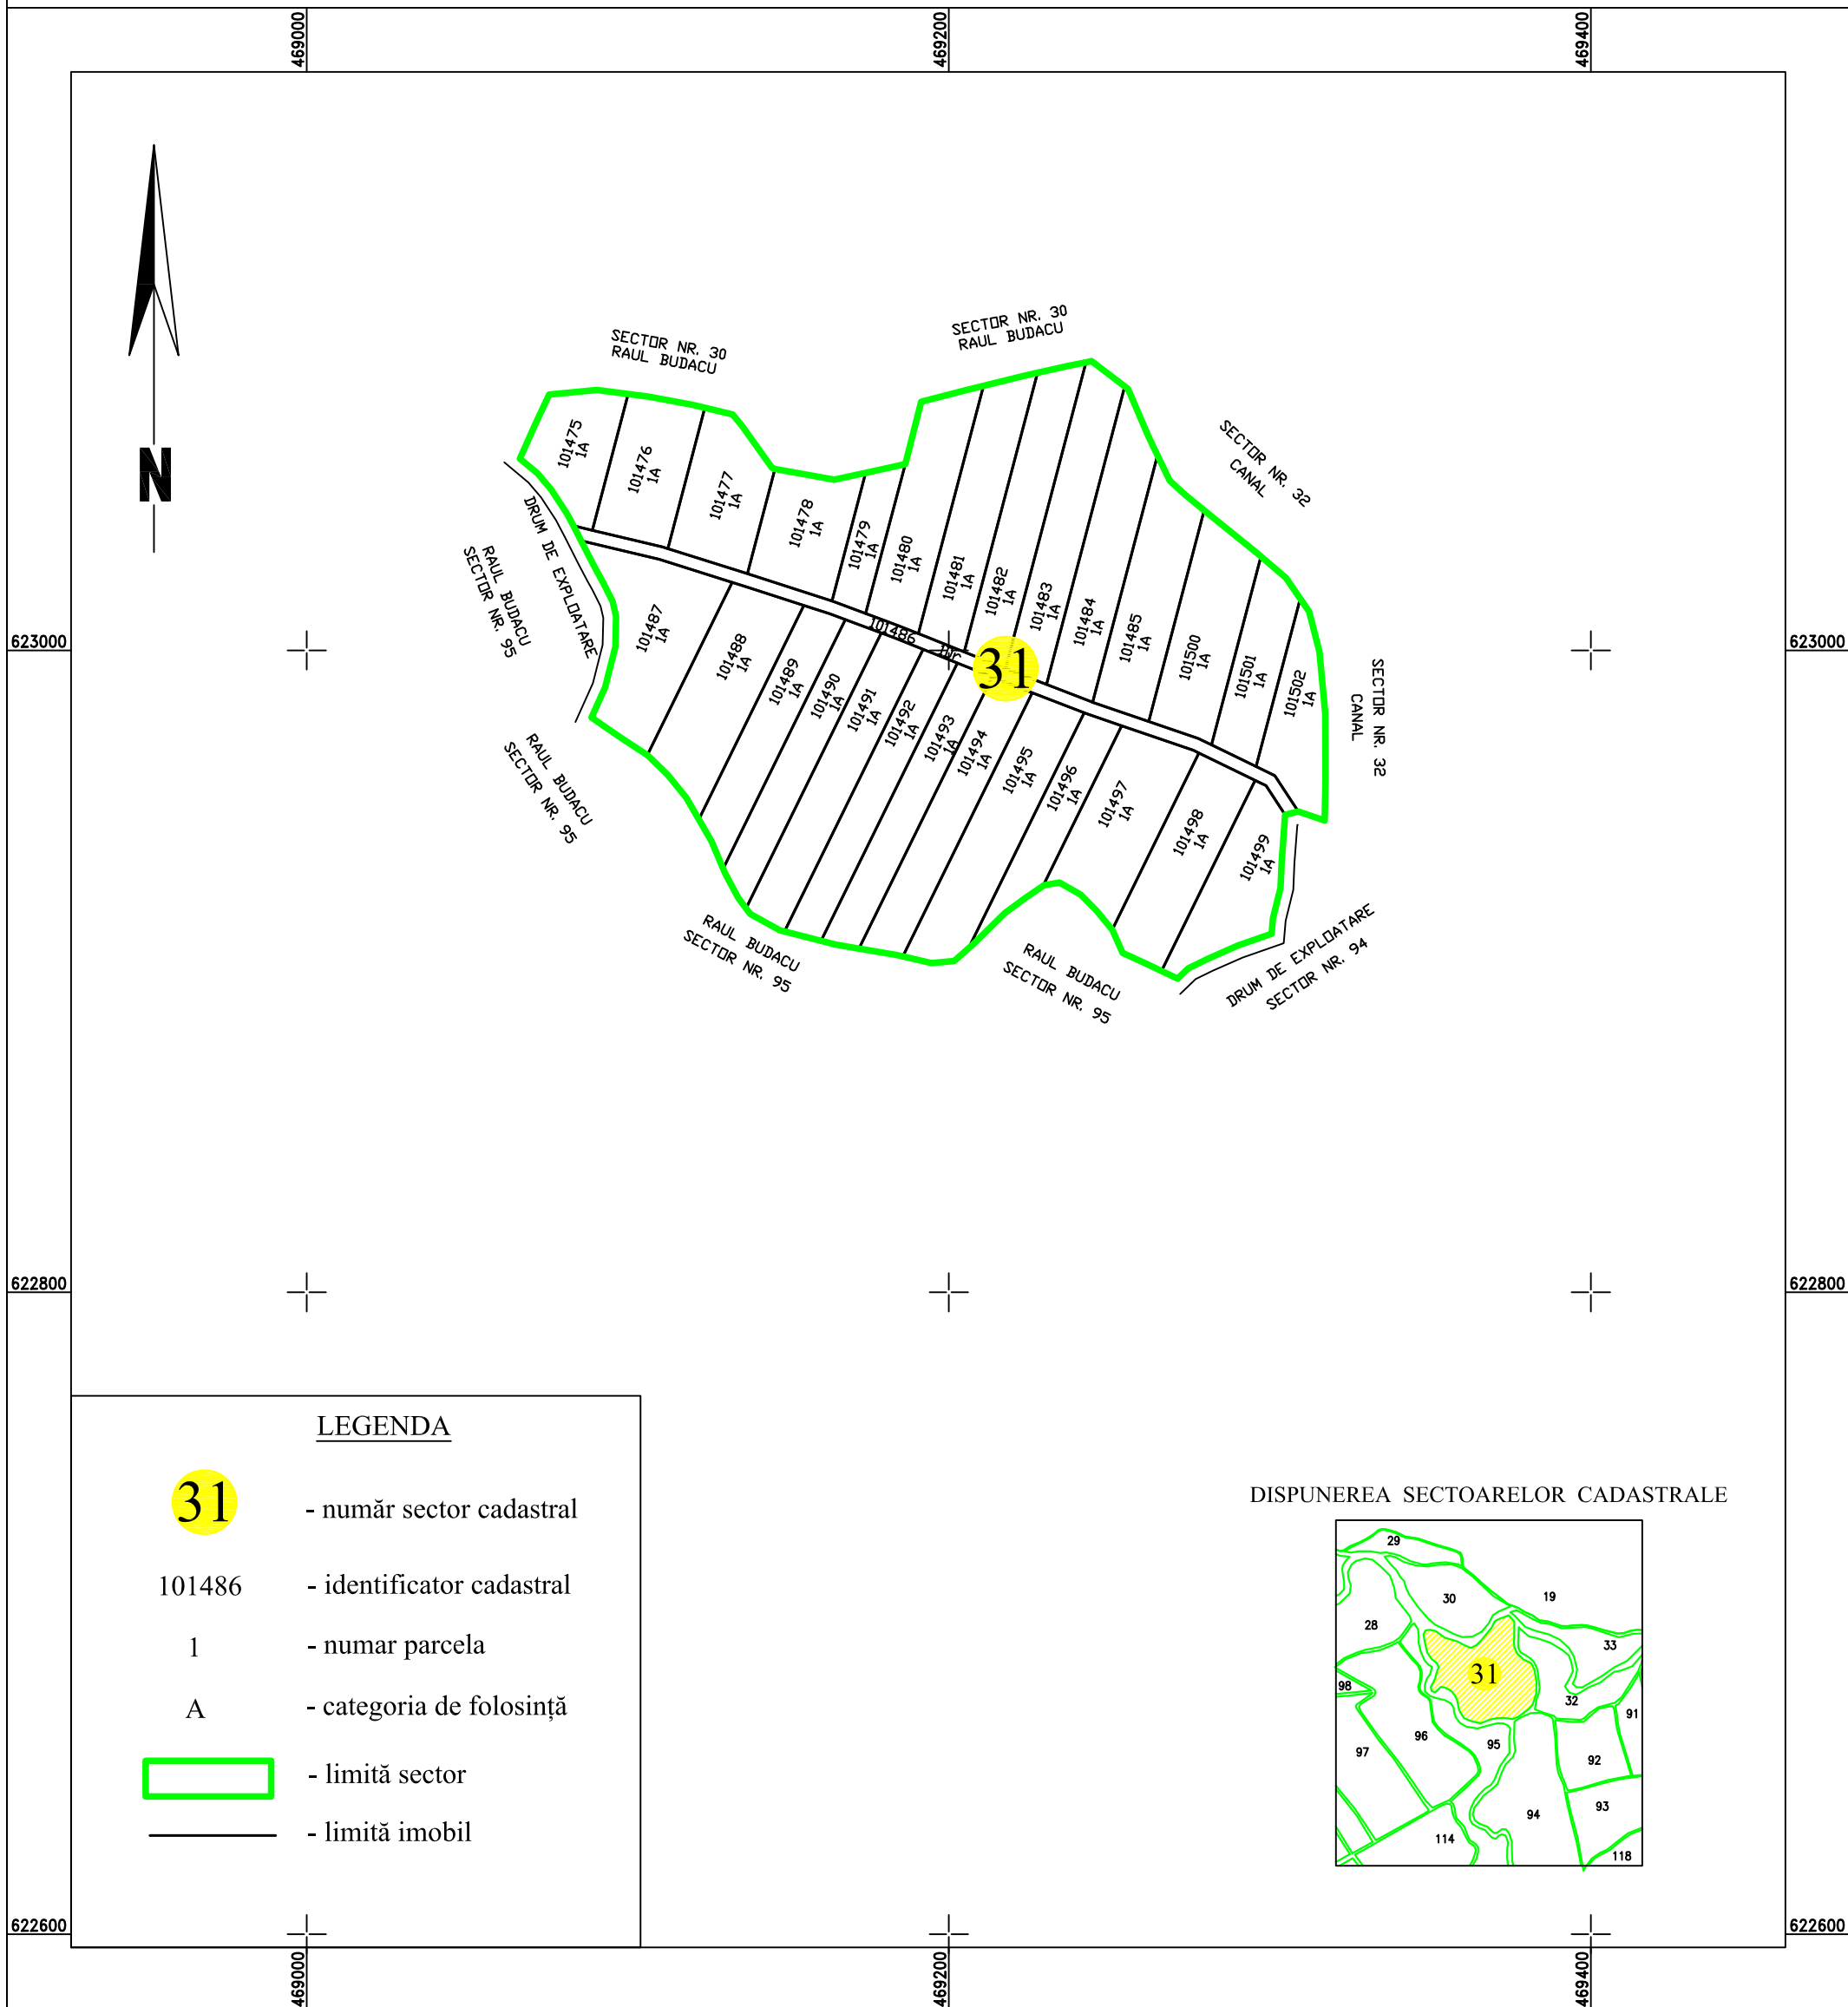 469000
469200
469400
SECTOR NR. 30
RAUL BUDACU
SECTOR NR. 30
RAUL BUDACU
N
SECTOR NR. 32
CANAL
101475
1A
101476
1A
101477
1A
101478
1A
101479
1A
101480
1A
101481
1A
101482
1A
101483
1A
101484
1A
101485
1A
101500
1A
101501
1A
101502
1A
DRUM DE EXPLOATARE
RAUL BUDACU
SECTOR NR. 95
623000
623000
101486
1Dr
31
SECTOR NR. 32
CANAL
101487
1A
101488
1A
101489
1A
101490
1A
101491
1A
101492
1A
101493
1A
101494
1A
101495
1A
101496
1A
101497
1A
101498
1A
101499
1A
RAUL BUDACU
SECTOR NR. 95
RAUL BUDACU
SECTOR NR. 95
RAUL BUDACU
SECTOR NR. 95
DRUM DE EXPLOATARE
SECTOR NR. 94
622800
622800
LEGENDA
31
- număr sector cadastral
101486
- identificator cadastral
1
- numar parcela
A
- categoria de folosință
- limită sector
- limită imobil
DISPUNEREA SECTOARELOR CADASTRALE
29
30
19
28
33
31
98
32
91
96
95
97
92
94
93
114
118
622600
622600
469000
469200
469400